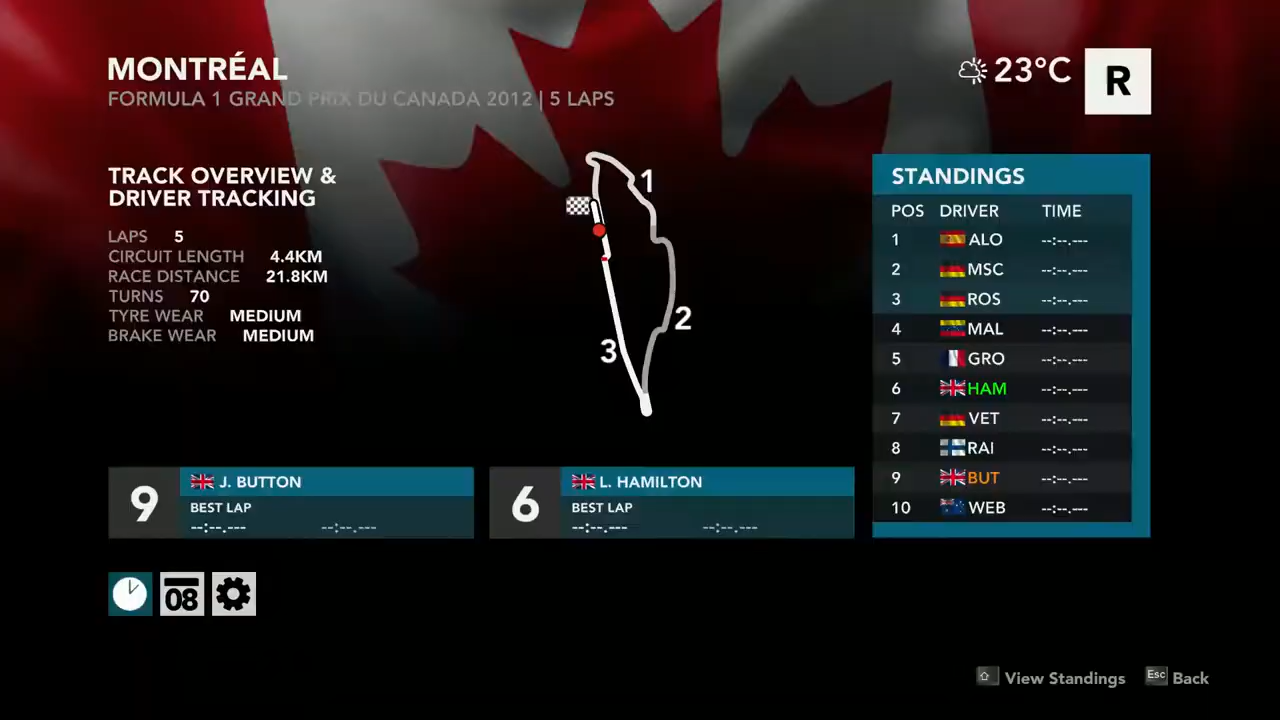 MONTRÉAL
FORMULA 1 GRAND PRIX DU CANADA 2012 | 5 LAPS
23°C
R
TRACK OVERVIEW &
DRIVER TRACKING
LAPS 5
CIRCUIT LENGTH 4.4KM
RACE DISTANCE 21.8KM
TURNS 70
TYRE WEAR MEDIUM
BRAKE WEAR MEDIUM
1
2
3
STANDINGS
POS DRIVER TIME
1 ALO --:--.---
2 MSC --:--.---
3 ROS --:--.---
4 MAL --:--.---
5 GRO --:--.---
6 HAM --:--.---
7 VET --:--.---
8 RAI --:--.---
9 BUT --:--.---
10 WEB --:--.---
9 J. BUTTON
BEST LAP
--:--.--- --:--.---
6 L. HAMILTON
BEST LAP
--:--.--- --:--.---
08
View Standings Esc Back